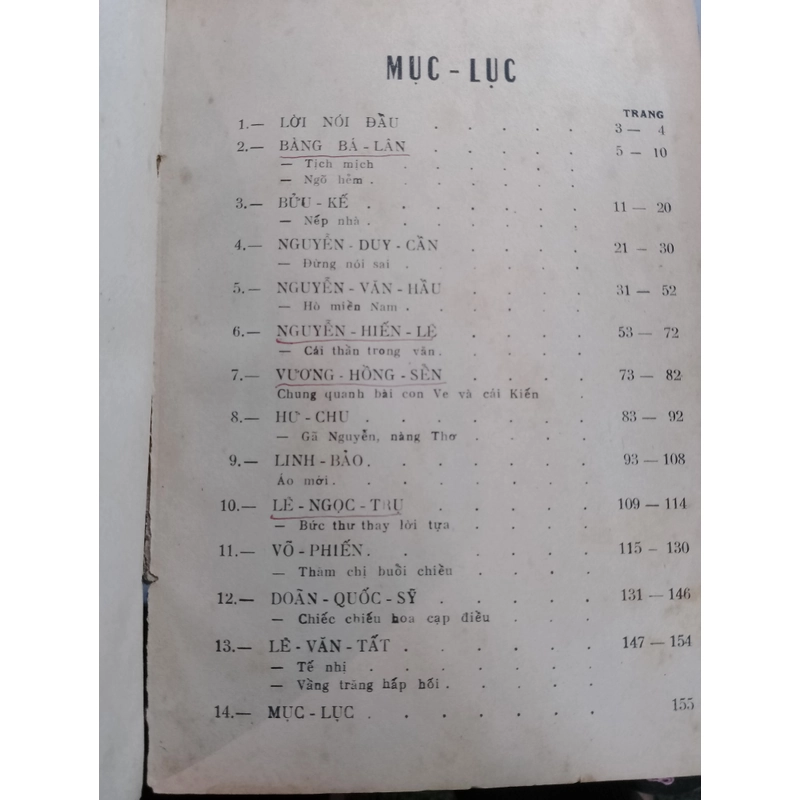 MỤC - LỤC
TRANG
1.— LỜI NÓI ĐẦU . . . . . 3 — 4
2.— BÀNG BÁ - LÂN . . . . 5 — 10
— Tịch mịch . . . . .
— Ngõ hẻm . . . . . .
3.— BỬU - KẾ . . . . . . 11 — 20
— Nếp nhà . . . . . .
4.— NGUYỄN - DUY - CẦN . . . . 21 — 30
— Đừng nói sai . . . . .
5.— NGUYỄN - VĂN - HẦU . . . . 31 — 52
— Hò miền Nam . . . . .
6.— NGUYỄN - HIẾN - LÊ . . . . 53 — 72
— Cái thần trong văn . . . .
7.— VƯƠNG - HỒNG - SỂN . . . . 73 — 82
Chung quanh bài con Ve và cái Kiến . .
8.— HƯ - CHU . . . . . . 83 — 92
— Gã Nguyễn, nàng Thơ . . . .
9.— LINH - BẢO . . . . . . 93 — 108
Áo mới . . . . . . .
10.— LÊ - NGỌC - TRỤ . . . . . 109 — 114
— Bức thư thay lời tựa . . . .
11.— VÕ - PHIẾN . . . . . 115 — 130
— Thăm chị buổi chiều . . . .
12.— DOÃN - QUỐC - SỸ . . . . . 131 — 146
— Chiếc chiếu hoa cạp điều . . .
13.— LÊ - VĂN - TẤT . . . . . 147 — 154
— Tế nhị . . . . . .
— Vầng trăng hấp hối . . . .
14.— MỤC - LỤC . . . . . . . 155